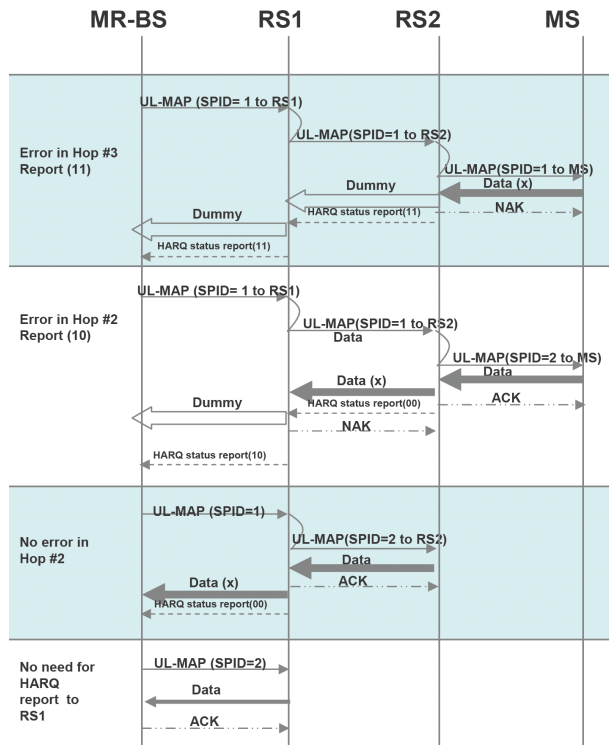 MR-BS RS1 RS2 MS
UL-MAP (SPID= 1 to RS1)
UL-MAP(SPID=1 to RS2)
Error in Hop #3
Report (11)
UL-MAP(SPID=1 to MS)
Data (x)
Dummy
NAK
HARQ status report(11)
Dummy
HARQ status report(11)
UL-MAP (SPID= 1 to RS1)
Error in Hop #2
Report (10)
UL-MAP(SPID=1 to RS2)
Data
UL-MAP(SPID=2 to MS)
Data
Data (x)
ACK
HARQ status report(00)
Dummy
NAK
HARQ status report(10)
UL-MAP (SPID=1)
No error in
Hop #2
UL-MAP(SPID=2 to RS2)
Data
ACK
Data (x)
HARQ status report(00)
No need for
HARQ
report to
RS1
UL-MAP (SPID=2)
Data
ACK